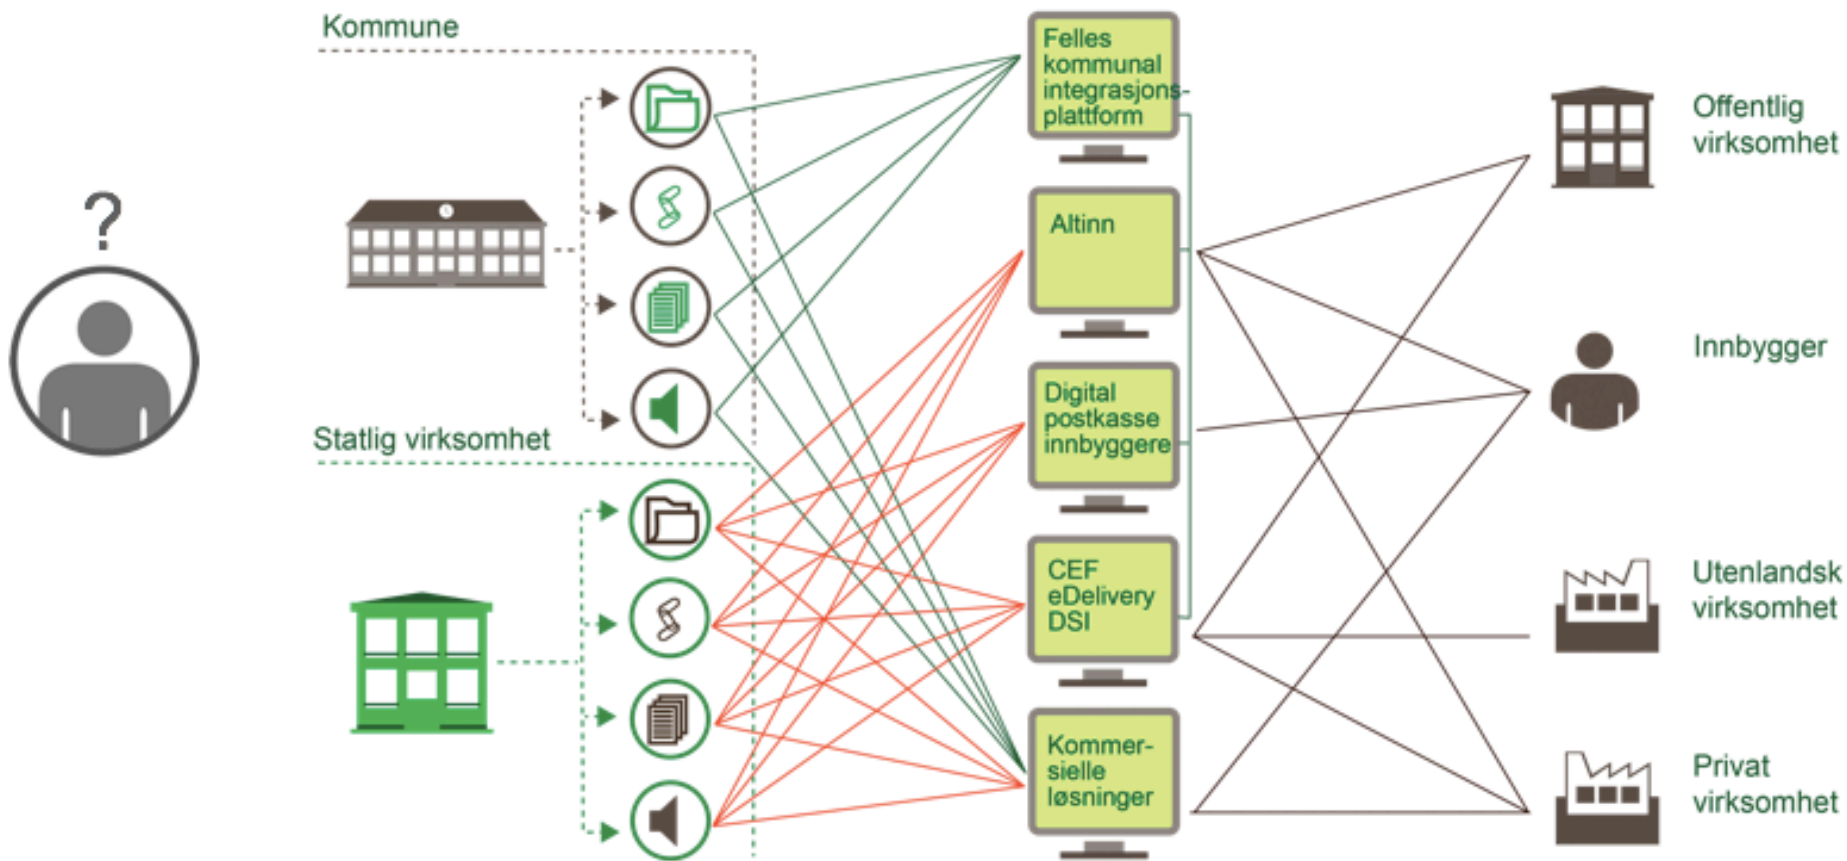 Kommune
?
Statlig virksomhet
Felles
kommunal
integrasjons-
plattform
Altinn
Digital
postkasse
innbyggere
CEF
eDelivery
DSI
Kommer-
sielle
løsninger
Offentlig
virksomhet
Innbygger
Utenlandsk
virksomhet
Privat
virksomhet